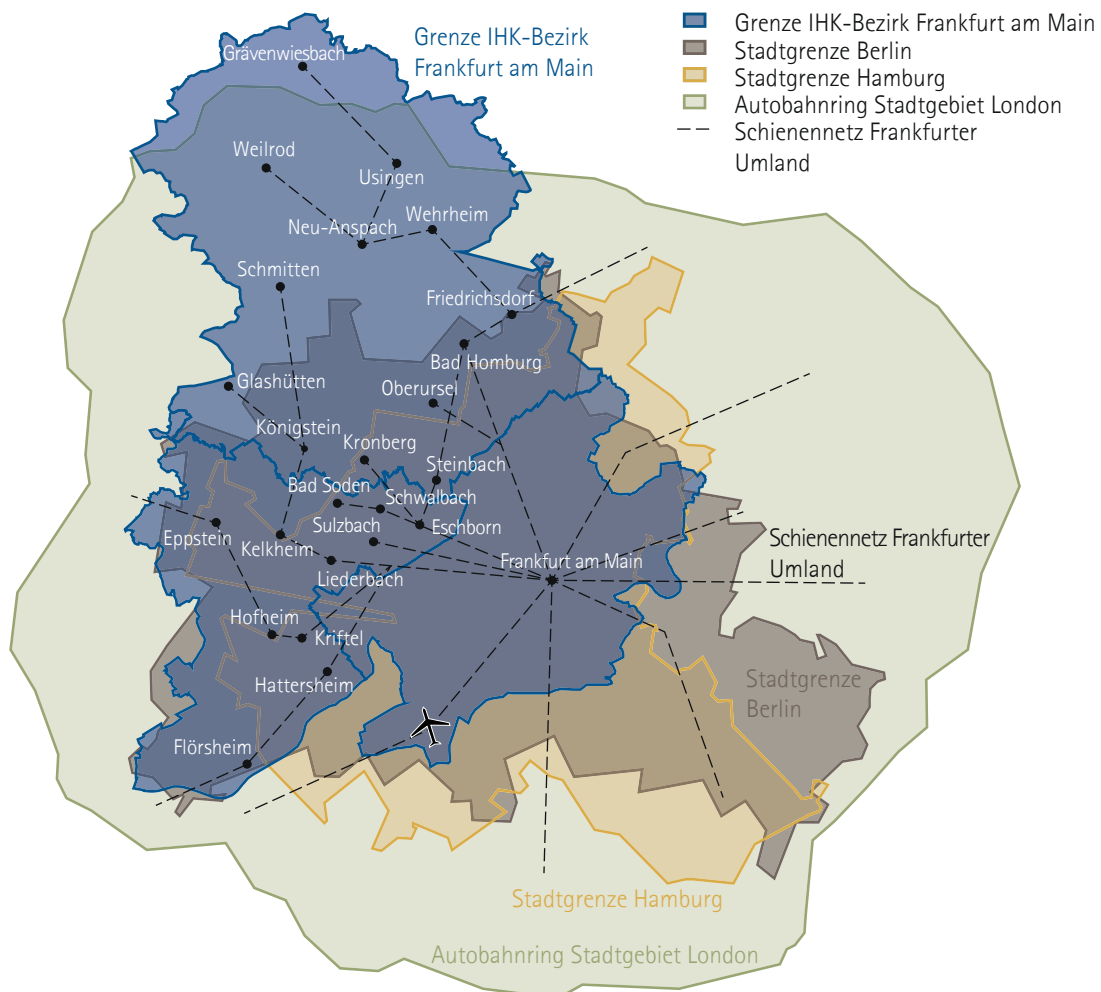 Grenze IHK-Bezirk
Frankfurt am Main
Grenze IHK-Bezirk Frankfurt am Main
Stadtgrenze Berlin
Stadtgrenze Hamburg
Autobahnring Stadtgebiet London
Schienennetz Frankfurter
Umland
Grävenwiesbach
Weilrod
Usingen
Wehrheim
Neu-Anspach
Schmitten
Friedrichsdorf
Bad Homburg
Glashütten
Oberursel
Königstein
Kronberg
Steinbach
Bad Soden
Schwalbach
Sulzbach
Eschborn
Eppstein
Kelkheim
Schienennetz Frankfurter
Umland
Frankfurt am Main
Liederbach
Hofheim
Kriftel
Hattersheim
Stadtgrenze
Berlin
Flörsheim
Stadtgrenze Hamburg
Autobahnring Stadtgebiet London